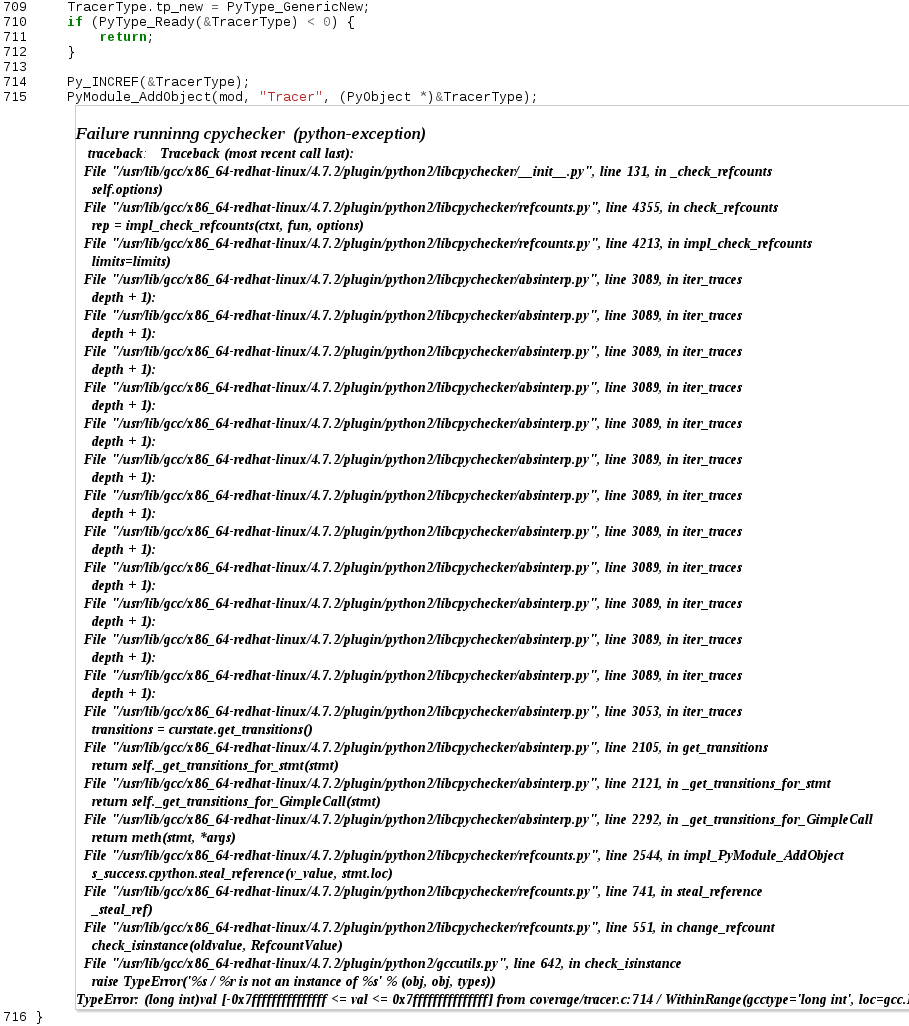 709     TracerType.tp_new = PyType_GenericNew;
710     if (PyType_Ready(&TracerType) < 0) {
711         return;
712     }
713
714     Py_INCREF(&TracerType);
715     PyModule_AddObject(mod, "Tracer", (PyObject *)&TracerType);
Failure runinng cpychecker (python-exception)
traceback: Traceback (most recent call last):
File "/usr/lib/gcc/x86_64-redhat-linux/4.7.2/plugin/python2/libcpychecker/__init__.py", line 131, in _check_refcounts
self.options)
File "/usr/lib/gcc/x86_64-redhat-linux/4.7.2/plugin/python2/libcpychecker/refcounts.py", line 4355, in check_refcounts
rep = impl_check_refcounts(ctxt, fun, options)
File "/usr/lib/gcc/x86_64-redhat-linux/4.7.2/plugin/python2/libcpychecker/refcounts.py", line 4213, in impl_check_refcounts
limits=limits)
File "/usr/lib/gcc/x86_64-redhat-linux/4.7.2/plugin/python2/libcpychecker/absinterp.py", line 3089, in iter_traces
depth + 1):
File "/usr/lib/gcc/x86_64-redhat-linux/4.7.2/plugin/python2/libcpychecker/absinterp.py", line 3089, in iter_traces
depth + 1):
File "/usr/lib/gcc/x86_64-redhat-linux/4.7.2/plugin/python2/libcpychecker/absinterp.py", line 3089, in iter_traces
depth + 1):
File "/usr/lib/gcc/x86_64-redhat-linux/4.7.2/plugin/python2/libcpychecker/absinterp.py", line 3089, in iter_traces
depth + 1):
File "/usr/lib/gcc/x86_64-redhat-linux/4.7.2/plugin/python2/libcpychecker/absinterp.py", line 3089, in iter_traces
depth + 1):
File "/usr/lib/gcc/x86_64-redhat-linux/4.7.2/plugin/python2/libcpychecker/absinterp.py", line 3089, in iter_traces
depth + 1):
File "/usr/lib/gcc/x86_64-redhat-linux/4.7.2/plugin/python2/libcpychecker/absinterp.py", line 3089, in iter_traces
depth + 1):
File "/usr/lib/gcc/x86_64-redhat-linux/4.7.2/plugin/python2/libcpychecker/absinterp.py", line 3089, in iter_traces
depth + 1):
File "/usr/lib/gcc/x86_64-redhat-linux/4.7.2/plugin/python2/libcpychecker/absinterp.py", line 3089, in iter_traces
depth + 1):
File "/usr/lib/gcc/x86_64-redhat-linux/4.7.2/plugin/python2/libcpychecker/absinterp.py", line 3089, in iter_traces
depth + 1):
File "/usr/lib/gcc/x86_64-redhat-linux/4.7.2/plugin/python2/libcpychecker/absinterp.py", line 3089, in iter_traces
depth + 1):
File "/usr/lib/gcc/x86_64-redhat-linux/4.7.2/plugin/python2/libcpychecker/absinterp.py", line 3089, in iter_traces
depth + 1):
File "/usr/lib/gcc/x86_64-redhat-linux/4.7.2/plugin/python2/libcpychecker/absinterp.py", line 3053, in iter_traces
transitions = curstate.get_transitions()
File "/usr/lib/gcc/x86_64-redhat-linux/4.7.2/plugin/python2/libcpychecker/absinterp.py", line 2105, in get_transitions
return self._get_transitions_for_stmt(stmt)
File "/usr/lib/gcc/x86_64-redhat-linux/4.7.2/plugin/python2/libcpychecker/absinterp.py", line 2121, in _get_transitions_for_stmt
return self._get_transitions_for_GimpleCall(stmt)
File "/usr/lib/gcc/x86_64-redhat-linux/4.7.2/plugin/python2/libcpychecker/absinterp.py", line 2292, in _get_transitions_for_GimpleCall
return meth(stmt, *args)
File "/usr/lib/gcc/x86_64-redhat-linux/4.7.2/plugin/python2/libcpychecker/refcounts.py", line 2544, in impl_PyModule_AddObject
s_success.cpython.steal_reference(v_value, stmt.loc)
File "/usr/lib/gcc/x86_64-redhat-linux/4.7.2/plugin/python2/libcpychecker/refcounts.py", line 741, in steal_reference
_steal_ref)
File "/usr/lib/gcc/x86_64-redhat-linux/4.7.2/plugin/python2/libcpychecker/refcounts.py", line 551, in change_refcount
check_isinstance(oldvalue, RefcountValue)
File "/usr/lib/gcc/x86_64-redhat-linux/4.7.2/plugin/python2/gccutils.py", line 642, in check_isinstance
raise TypeError('%s / %r is not an instance of %s' % (obj, obj, types))
TypeError: (long int)val [-0x7fffffffffffffff <= val <= 0x7fffffffffffffff] from coverage/tracer.c:714 / WithinRange(gcctype='long int', loc=gcc.
716 }